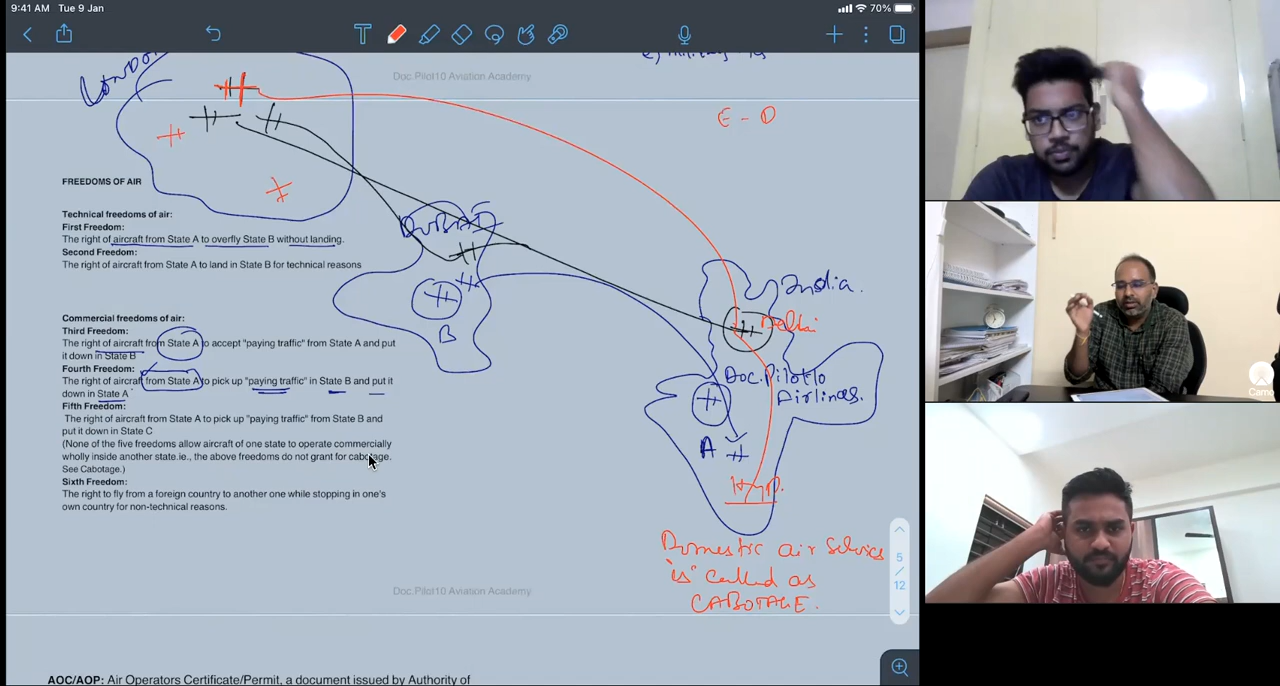 9:41 AM Tue 9 Jan
70%
LONDO
Doc.Pilot10 Aviation Academy
E - D
FREEDOMS OF AIR
Technical freedoms of air:
First Freedom:
The right of aircraft from State A to overfly State B without landing.
Second Freedom:
The right of aircraft from State A to land in State B for technical reasons
DUBAI
India.
Delhi
B
Commercial freedoms of air:
Third Freedom:
The right of aircraft from State A to accept "paying traffic" from State A and put
it down in State B
Fourth Freedom:
The right of aircraft from State A to pick up "paying traffic" in State B and put it
down in State A
Doc.Pilot10
Airlines.
A
Fifth Freedom:
The right of aircraft from State A to pick up "paying traffic" from State B and
put it down in State C
(None of the five freedoms allow aircraft of one state to operate commercially
wholly inside another state.ie., the above freedoms do not grant for cabotage.
See Cabotage.)
Sixth Freedom:
The right to fly from a foreign country to another one while stopping in one's
own country for non-technical reasons.
Hyd.
Domestic air service
is called as
CABOTAGE.
5
/
12
Doc.Pilot10 Aviation Academy
AOC/AOP: Air Operators Certificate/Permit, a document issued by Authority of